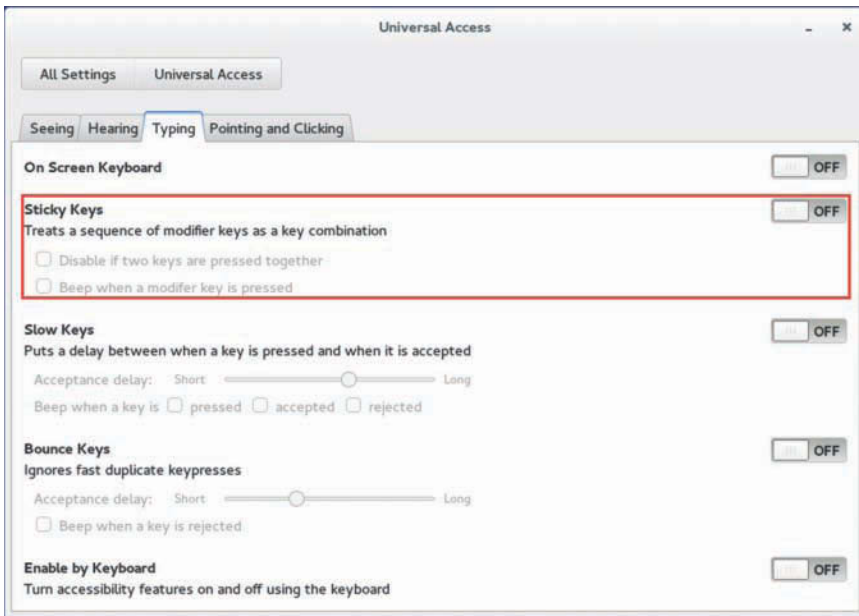 Universal Access
All Settings Universal Access
Seeing Hearing Typing Pointing and Clicking
On Screen Keyboard OFF
Sticky Keys OFF
Treats a sequence of modifier keys as a key combination
Disable if two keys are pressed together
Beep when a modifer key is pressed
Slow Keys OFF
Puts a delay between when a key is pressed and when it is accepted
Acceptance delay: Short Long
Beep when a key is pressed accepted rejected
Bounce Keys OFF
Ignores fast duplicate keypresses
Acceptance delay: Short Long
Beep when a key is rejected
Enable by Keyboard OFF
Turn accessibility features on and off using the keyboard